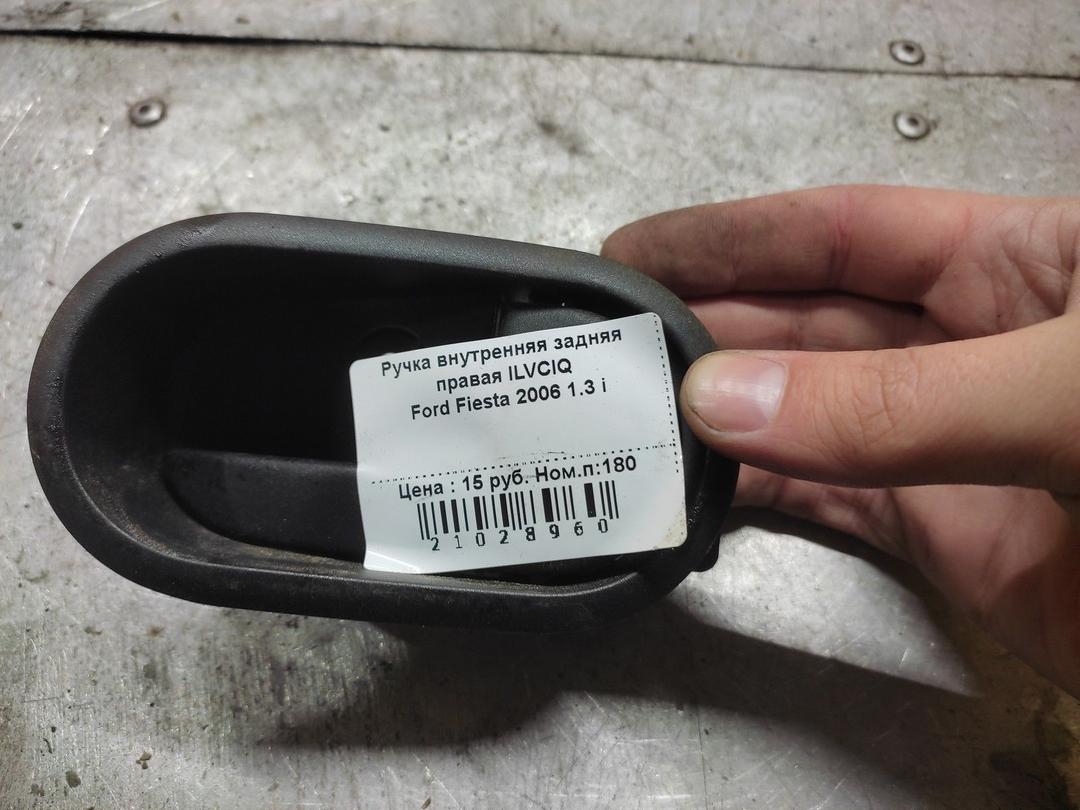 Ручка внутренняя задняя
правая ILVCIQ
Ford Fiesta 2006 1.3 i
Цена : 15 руб. Ном.п:180
21028960